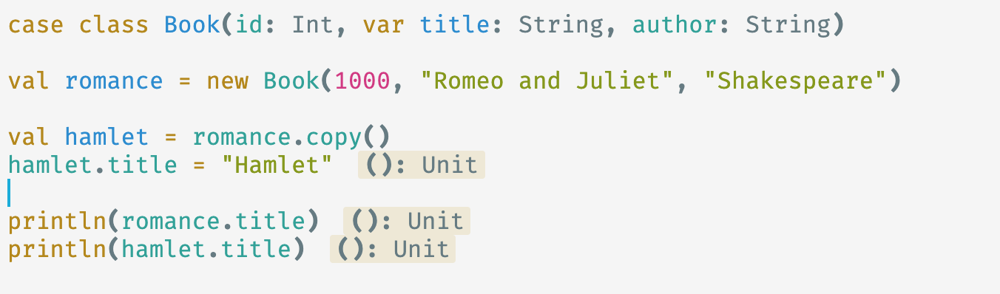 case class Book(id: Int, var title: String, author: String)
val romance = new Book(1000, "Romeo and Juliet", "Shakespeare")
val hamlet = romance.copy()
hamlet.title = "Hamlet" (): Unit
println(romance.title) (): Unit
println(hamlet.title) (): Unit